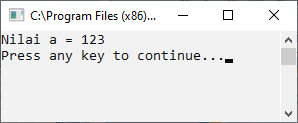 C:\Program Files (x86)...
Nilai a = 123
Press any key to continue...